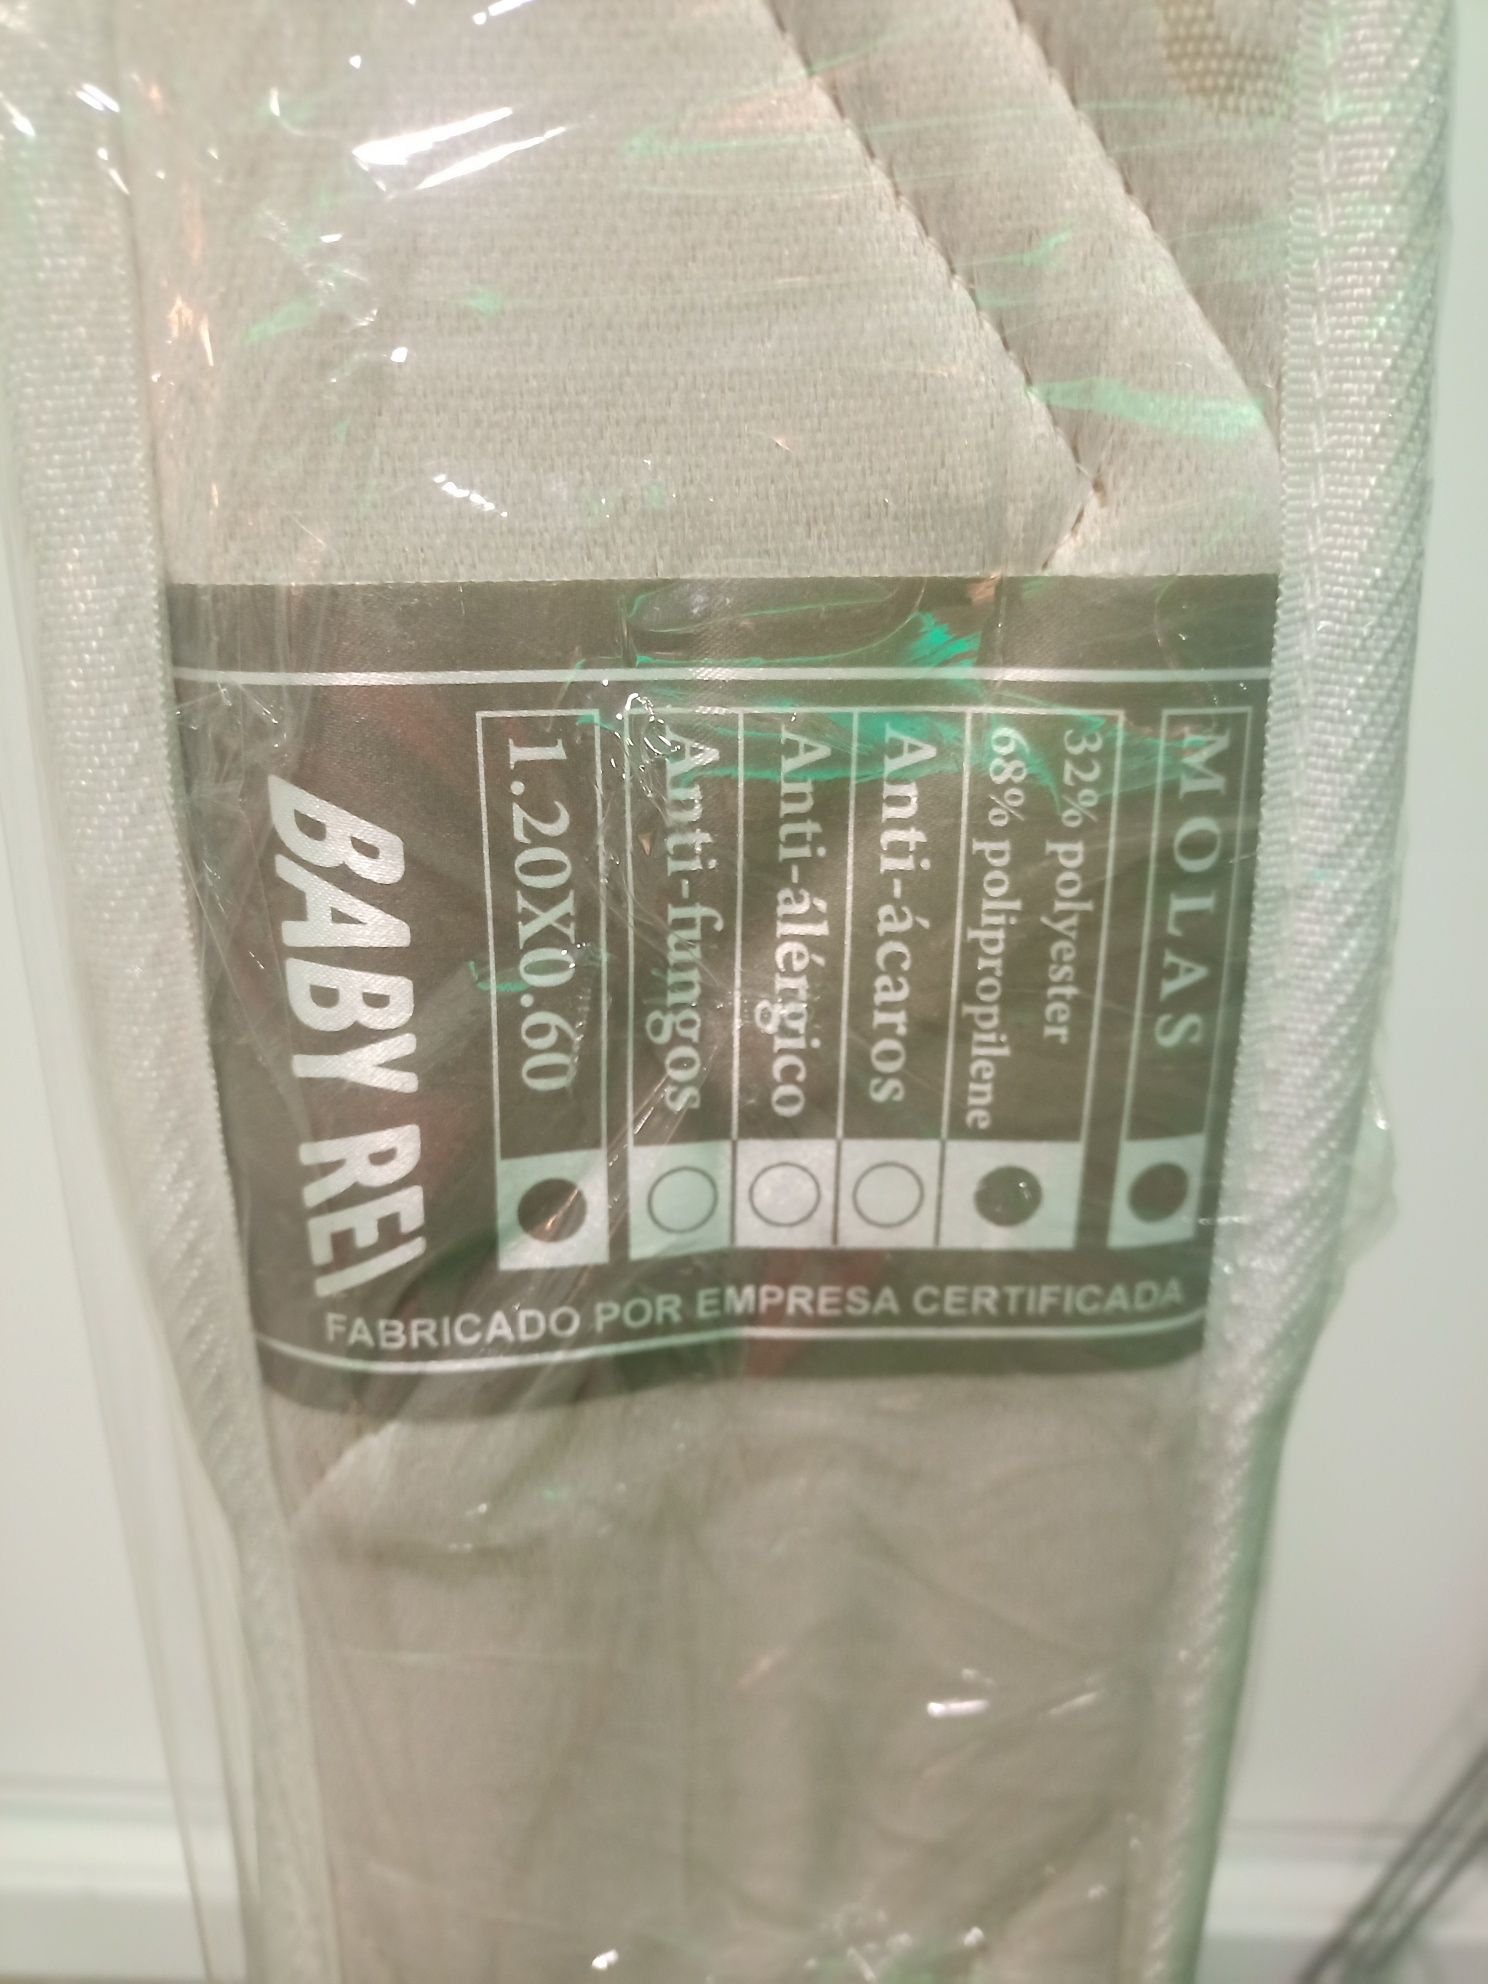 MOLAS
32% polyester
68% polipropilene
Anti-ácaros
Anti-álérgico
Anti-fungos
1.20X0.60
BABY REI
FABRICADO POR EMPRESA CERTIFICADA